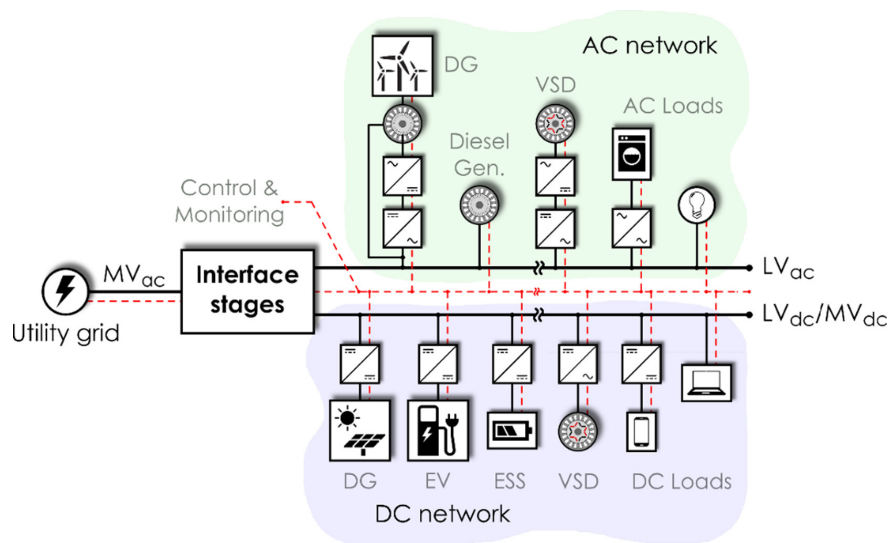 AC network
DG
VSD
AC Loads
Diesel
Gen.
Control &
Monitoring
MVac
Interface
stages
LVac
Utility grid
LVdc/MVdc
DG
EV
ESS
VSD
DC Loads
DC network